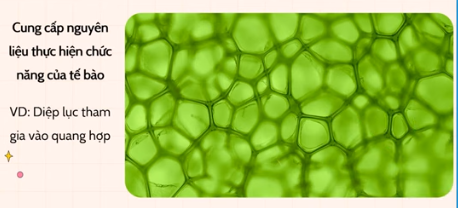 Cung cấp nguyên
liệu thực hiện chức
năng của tế bào
VD: Diệp lục tham
gia vào quang hợp